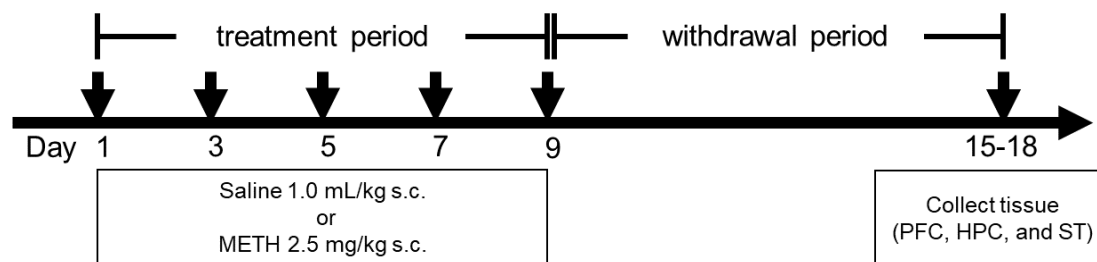 treatment period
withdrawal period
Day 1 3 5 7 9 15-18
Saline 1.0 mL/kg s.c.
or
METH 2.5 mg/kg s.c.
Collect tissue
(PFC, HPC, and ST)